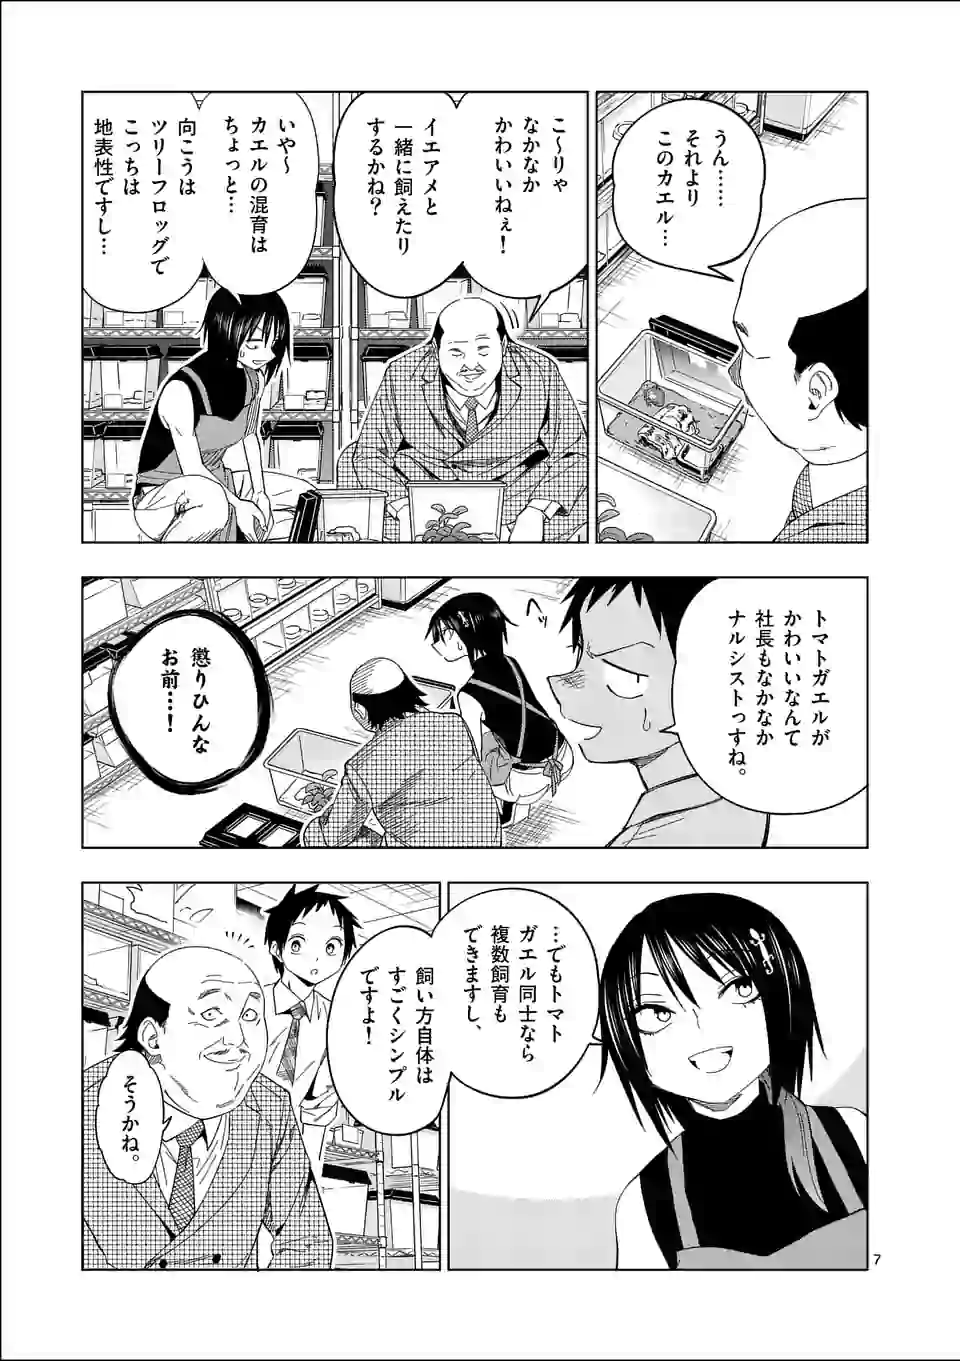 うん……
それより
このカエル…
こ～りゃ
なかなか
かわいいねぇ！
イエアメと
一緒に飼えたり
するかね？
いや～
カエルの混育は
ちょっと…
向こうは
ツリーフロッグで
こっちは
地表性ですし…
トマトガエルが
かわいいなんて
社長もなかなか
ナルシストっすね。
ッ
懲りひんな
お前…！
…でもトマト
ガエル同士なら
複数飼育も
できますし、
飼い方自体は
すごくシンプル
ですよ！
そうかね。
7